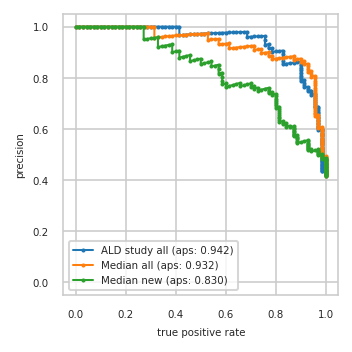 1.0
0.8
0.6
0.4
0.2
0.0
precision
ALD study all (aps: 0.942)
Median all (aps: 0.932)
Median new (aps: 0.830)
0.0 0.2 0.4 0.6 0.8 1.0
true positive rate